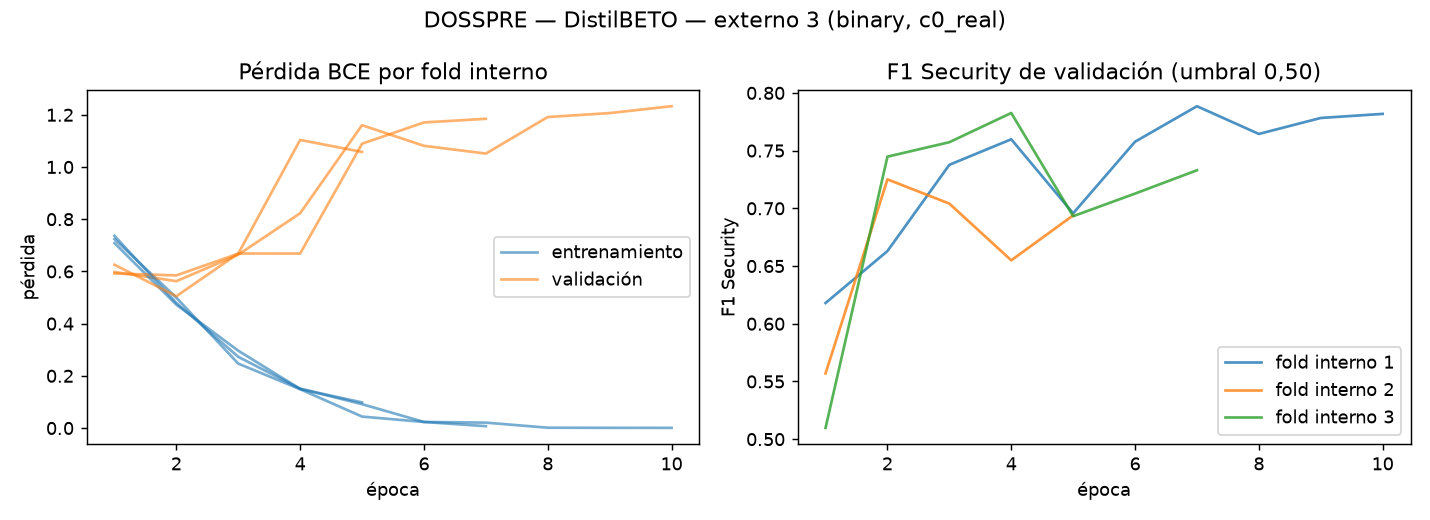 DOSSPRE — DistilBETO — externo 3 (binary, c0_real)
Pérdida BCE por fold interno
pérdida
1.2
1.0
0.8
0.6
0.4
0.2
0.0
2
4
6
8
10
época
entrenamiento
validación
F1 Security de validación (umbral 0,50)
F1 Security
0.80
0.75
0.70
0.65
0.60
0.55
0.50
2
4
6
8
10
época
fold interno 1
fold interno 2
fold interno 3